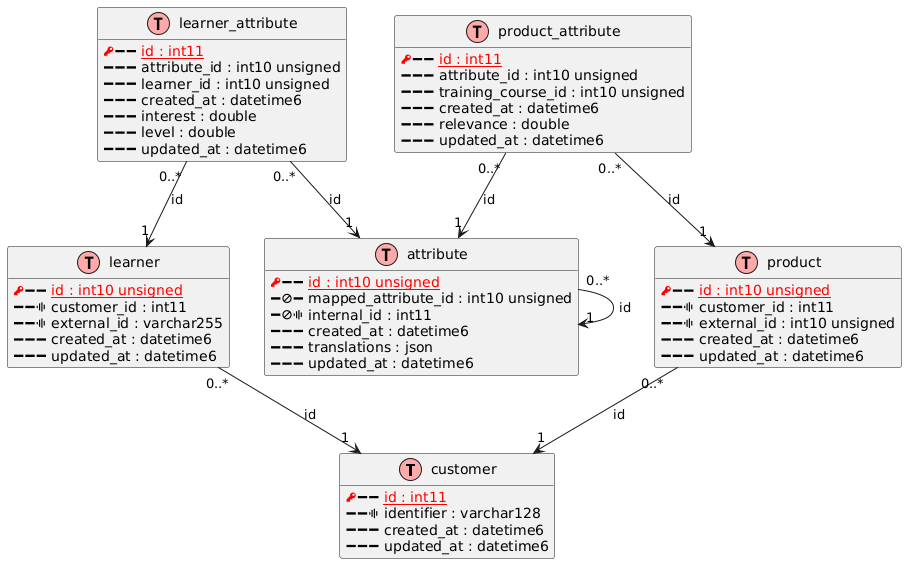 T learner_attribute
id : int11
attribute_id : int10 unsigned
learner_id : int10 unsigned
created_at : datetime6
interest : double
level : double
updated_at : datetime6
T product_attribute
id : int11
attribute_id : int10 unsigned
training_course_id : int10 unsigned
created_at : datetime6
relevance : double
updated_at : datetime6
0..*
id
1
0..*
id
1
0..*
id
1
0..*
id
1
T learner
id : int10 unsigned
customer_id : int11
external_id : varchar255
created_at : datetime6
updated_at : datetime6
T attribute
id : int10 unsigned
mapped_attribute_id : int10 unsigned
internal_id : int11
created_at : datetime6
translations : json
updated_at : datetime6
0..*
id
1
T product
id : int10 unsigned
customer_id : int11
external_id : int10 unsigned
created_at : datetime6
updated_at : datetime6
0..*
id
1
0..*
id
1
T customer
id : int11
identifier : varchar128
created_at : datetime6
updated_at : datetime6